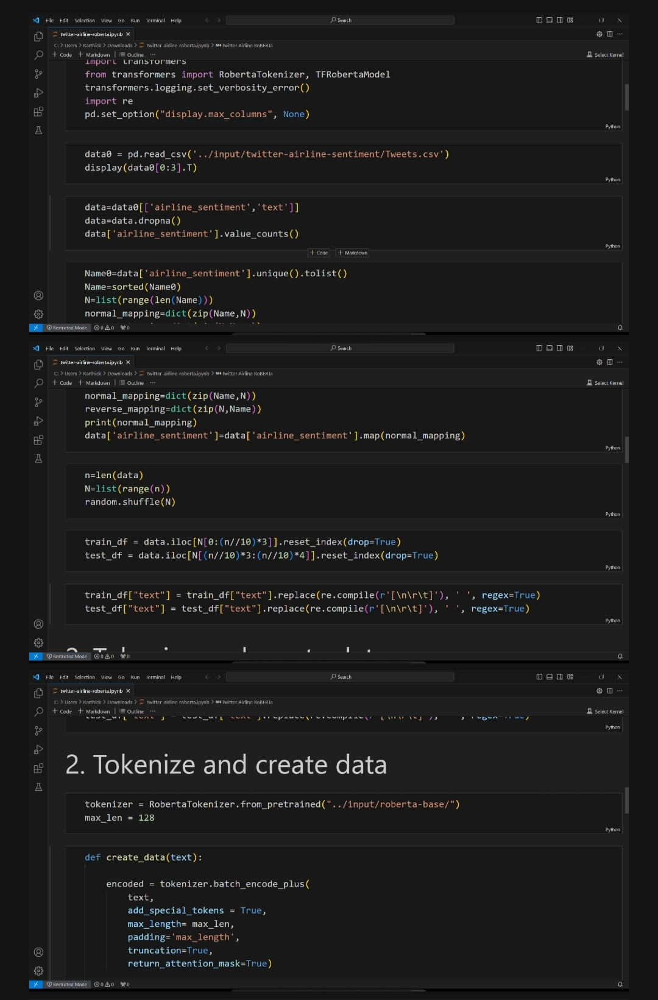 File Edit Selection View Go Run Terminal Help
Search
twitter-airline-roberta.ipynb
C: > Users > Karthick > Downloads > twitter-airline-roberta.ipynb > M↓ Twitter Airline RoBERTa
+ Code + Markdown | Outline ...
Select Kernel
import transformers
from transformers import RobertaTokenizer, TFRobertaModel
transformers.logging.set_verbosity_error()
import re
pd.set_option("display.max_columns", None)
Python
data0 = pd.read_csv('../input/twitter-airline-sentiment/Tweets.csv')
display(data0[0:3].T)
Python
data=data0[['airline_sentiment','text']]
data=data.dropna()
data['airline_sentiment'].value_counts()
Python
+ Code + Markdown
Name0=data['airline_sentiment'].unique().tolist()
Name=sorted(Name0)
N=list(range(len(Name)))
normal_mapping=dict(zip(Name,N))
Restricted Mode 0 0 0
File Edit Selection View Go Run Terminal Help
Search
twitter-airline-roberta.ipynb
C: > Users > Karthick > Downloads > twitter-airline-roberta.ipynb > M↓ Twitter Airline RoBERTa
+ Code + Markdown | Outline ...
Select Kernel
normal_mapping=dict(zip(Name,N))
reverse_mapping=dict(zip(N,Name))
print(normal_mapping)
data['airline_sentiment']=data['airline_sentiment'].map(normal_mapping)
Python
n=len(data)
N=list(range(n))
random.shuffle(N)
Python
train_df = data.iloc[N[0:(n//10)*3]].reset_index(drop=True)
test_df = data.iloc[N[(n//10)*3:(n//10)*4]].reset_index(drop=True)
Python
train_df["text"] = train_df["text"].replace(re.compile(r'[\n\r\t]'), ' ', regex=True)
test_df["text"] = test_df["text"].replace(re.compile(r'[\n\r\t]'), ' ', regex=True)
Python
Restricted Mode 0 0 0
File Edit Selection View Go Run Terminal Help
Search
twitter-airline-roberta.ipynb
C: > Users > Karthick > Downloads > twitter-airline-roberta.ipynb > M↓ Twitter Airline RoBERTa
+ Code + Markdown | Outline ...
Select Kernel
test_df["text"] = test_df["text"].replace(re.compile(r'[\n\r\t]'), ' ', regex=True)
Python
2. Tokenize and create data
tokenizer = RobertaTokenizer.from_pretrained("../input/roberta-base/")
max_len = 128
Python
def create_data(text):
encoded = tokenizer.batch_encode_plus(
text,
add_special_tokens = True,
max_length= max_len,
padding='max_length',
truncation=True,
return_attention_mask=True)
Restricted Mode 0 0 0